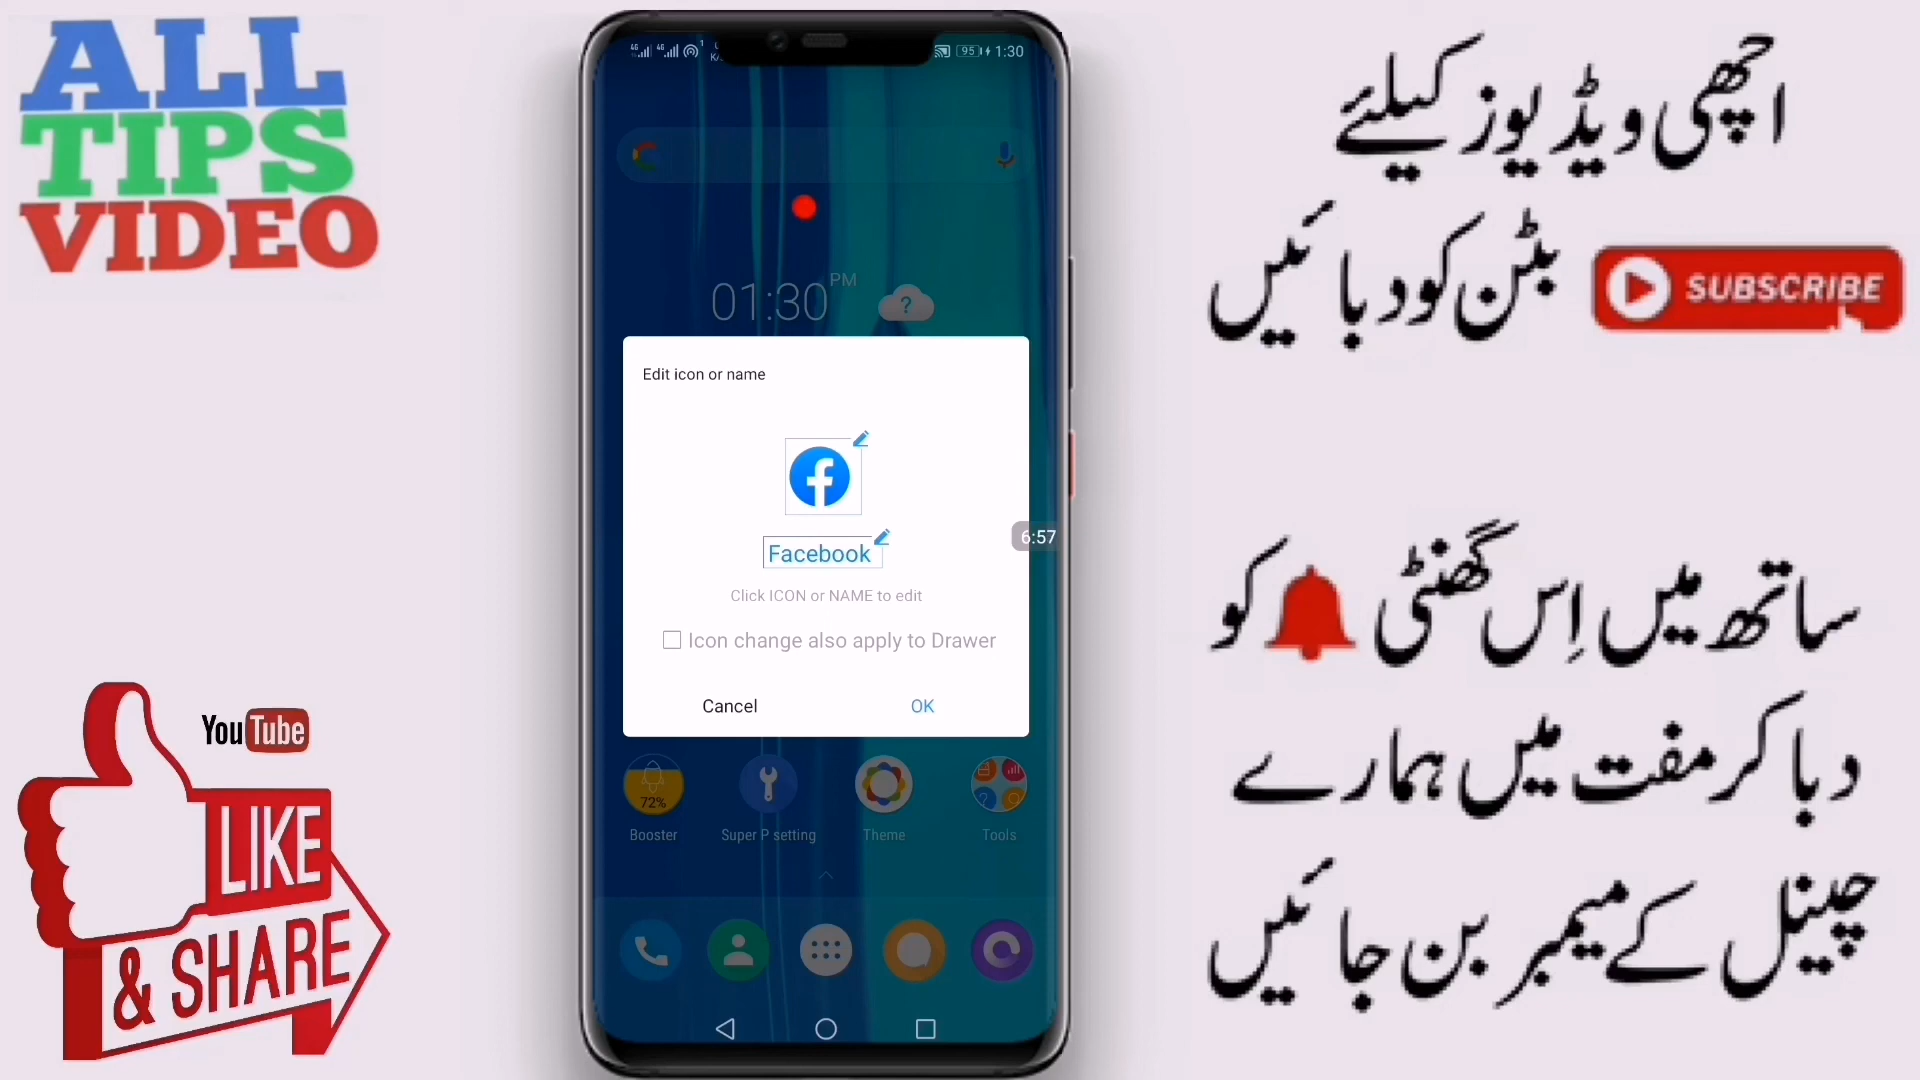 ALL
TIPS
VIDEO
1:30
95
01:30 PM
?
Edit icon or name
Facebook
Click ICON or NAME to edit
Icon change also apply to Drawer
Cancel
OK
6:57
72%
Booster
Super P setting
Theme
Tools
YouTube
LIKE
& SHARE
اچھی ویڈیوز کیلئے
بٹن کو دبائیں
SUBSCRIBE
ساتھ میں اِس گھنٹی کو
دبا کر مفت میں ہمارے
چینل کے میمبر بن جائیں